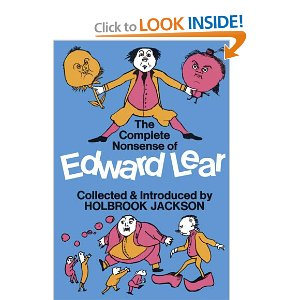 Click to
LOOK INSIDE!
The
Complete
Nonsense of
Edward Lear
Collected & Introduced by
HOLBROOK JACKSON